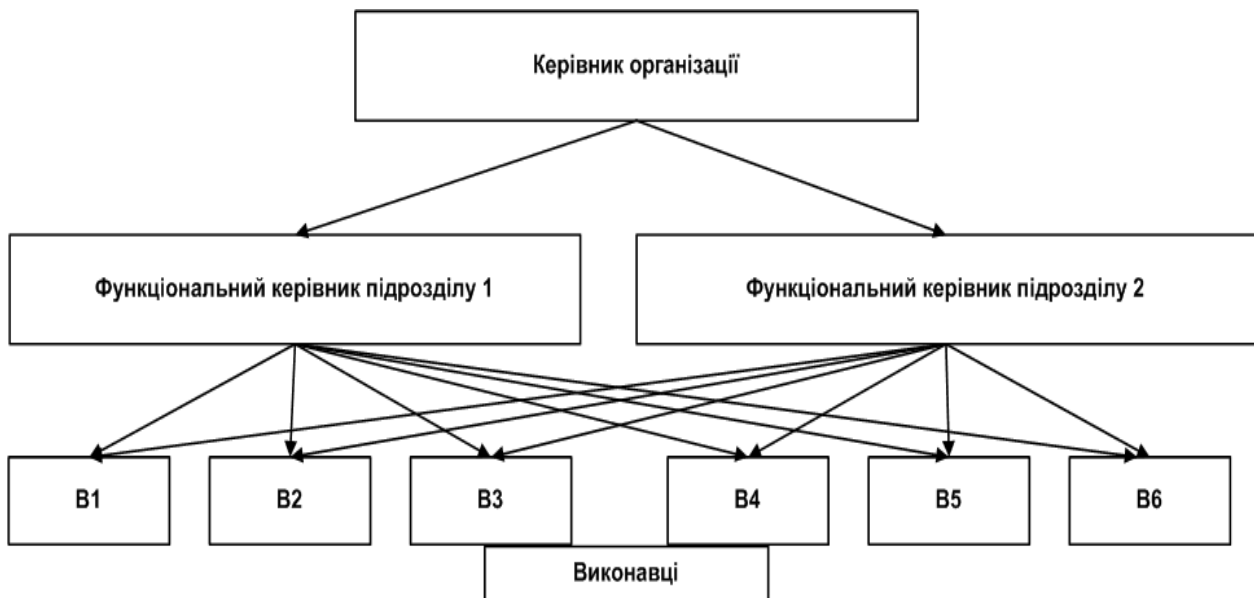 Керівник організації
Функціональний керівник підрозділу 1
Функціональний керівник підрозділу 2
В1
В2
В3
В4
В5
В6
Виконавці